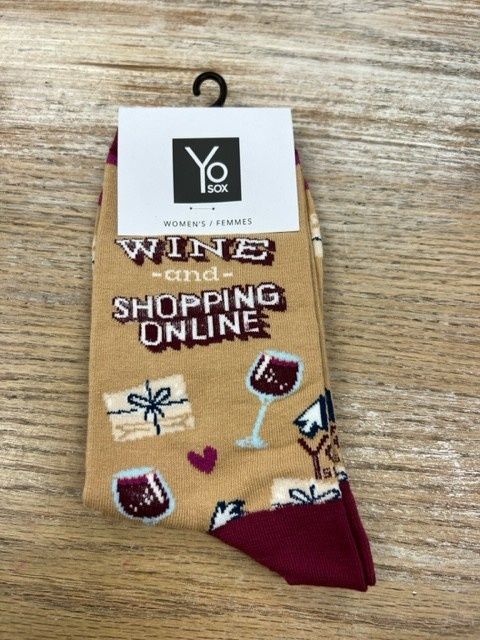 Yo
SOX
WOMEN'S / FEMMES
WINE
-and-
SHOPPING
ONLINE